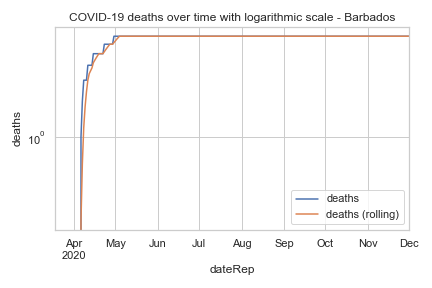 COVID-19 deaths over time with logarithmic scale - Barbados
deaths
10⁰
deaths
deaths (rolling)
Apr May Jun Jul Aug Sep Oct Nov Dec
2020
dateRep